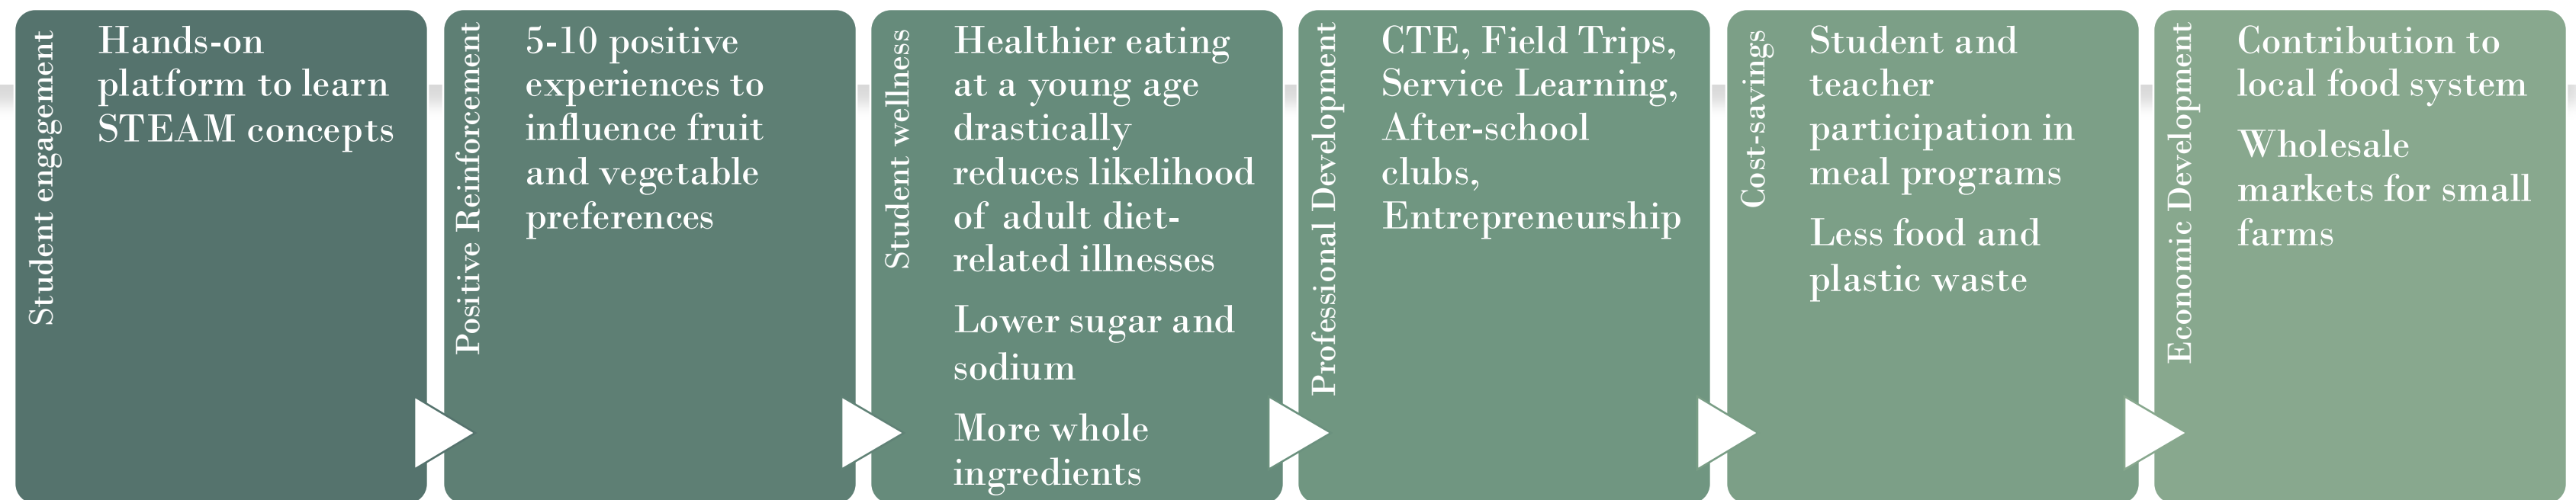 Student engagement
Hands-on
platform to learn
STEAM concepts
Positive Reinforcement
5-10 positive
experiences to
influence fruit
and vegetable
preferences
Student wellness
Healthier eating
at a young age
drastically
reduces likelihood
of adult diet-
related illnesses
Lower sugar and
sodium
More whole
ingredients
Professional Development
CTE, Field Trips,
Service Learning,
After-school
clubs,
Entrepreneurship
Cost-savings
Student and
teacher
participation in
meal programs
Less food and
plastic waste
Economic Development
Contribution to
local food system
Wholesale
markets for small
farms